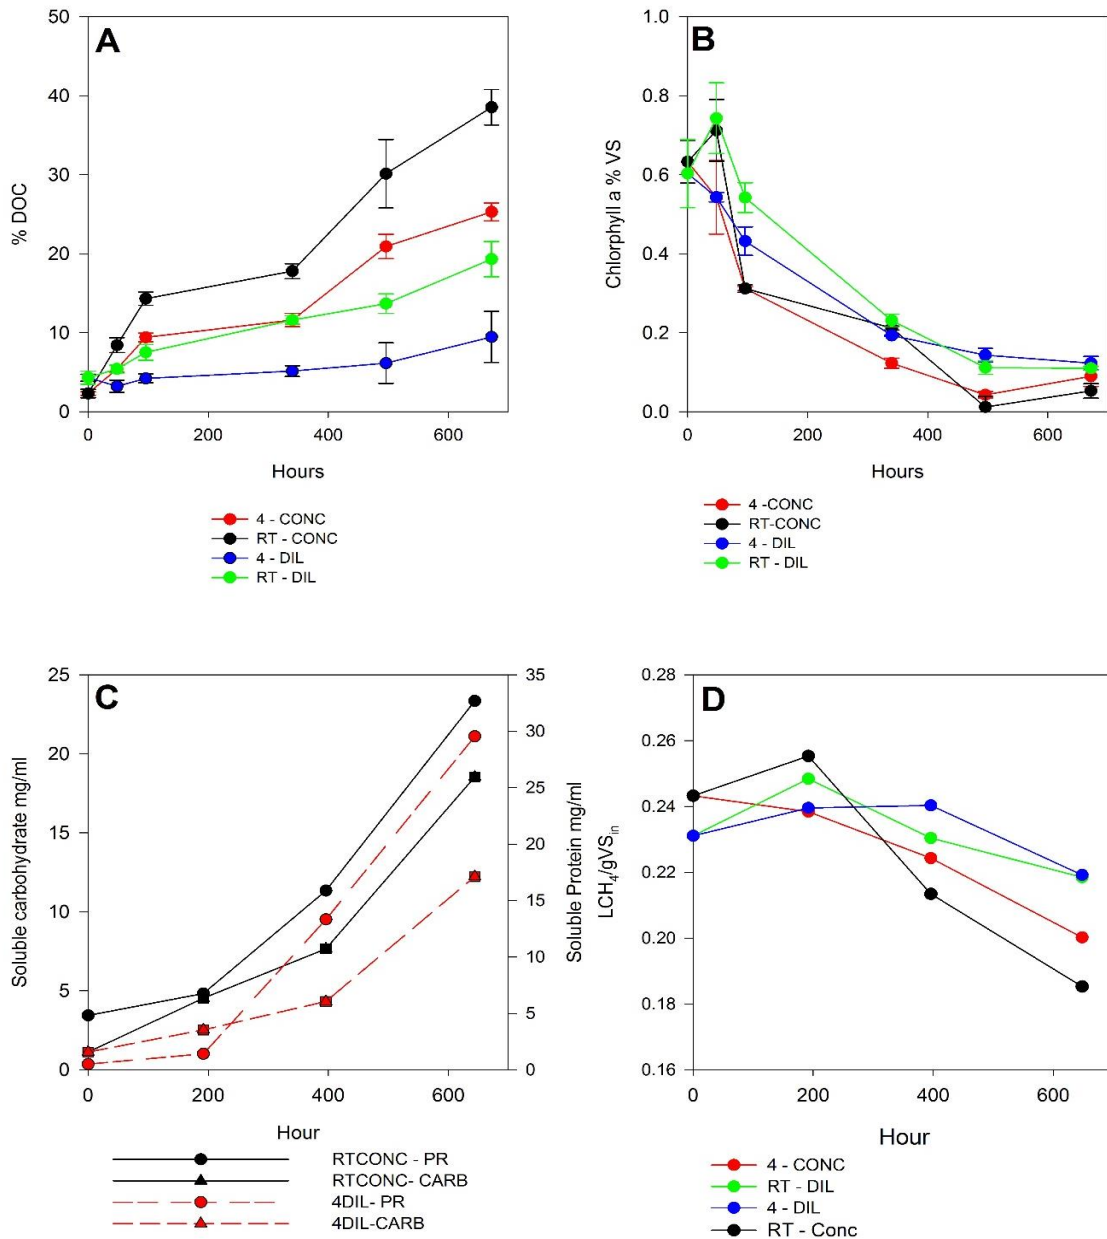 A
50
40
30
20
10
0
% DOC
0 200 400 600
Hours
4 - CONC
RT - CONC
4 - DIL
RT - DIL
B
1.0
0.8
0.6
0.4
0.2
0.0
Chlorphyll a % VS
0 200 400 600
Hours
4 -CONC
RT-CONC
4 - DIL
RT - DIL
C
25
20
15
10
5
0
Soluble carbohydrate mg/ml
35
30
25
20
15
10
5
0
Soluble Protein mg/ml
0 200 400 600
Hour
RTCONC - PR
RTCONC- CARB
4DIL- PR
4DIL-CARB
D
0.28
0.26
0.24
0.22
0.20
0.18
0.16
LCH4/gVSin
0 200 400 600
Hour
4 - CONC
RT - DIL
4 - DIL
RT - Conc